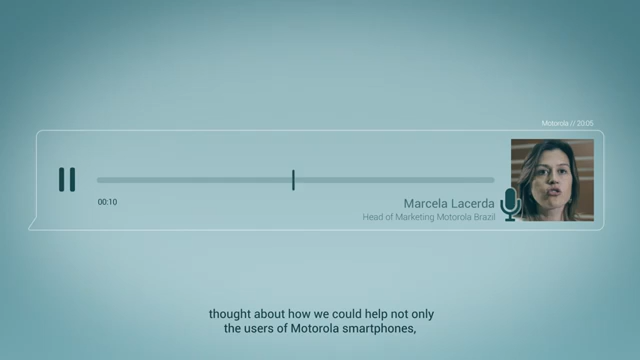 Motorola // 20:05
00:10
Marcela Lacerda
Head of Marketing Motorola Brazil
thought about how we could help not only
the users of Motorola smartphones,